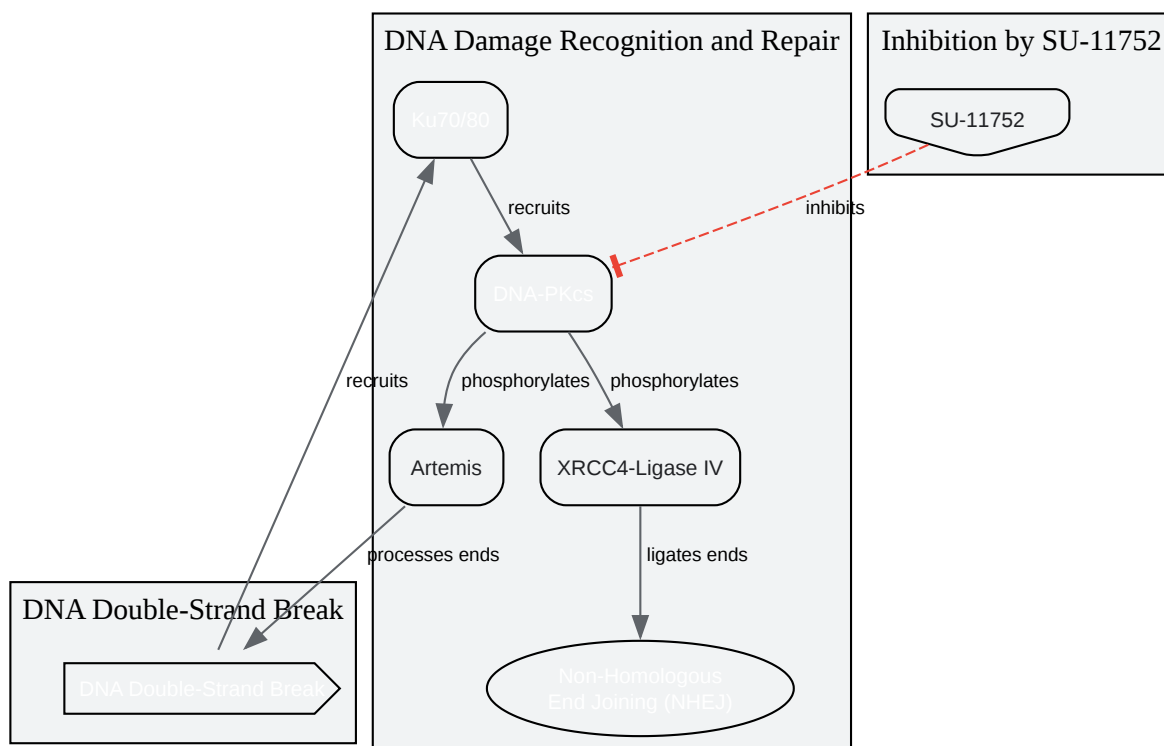 DNA Damage Recognition and Repair
Inhibition by SU-11752
Ku70/80
SU-11752
recruits
inhibits
DNA-PKcs
recruits
phosphorylates
phosphorylates
Artemis
XRCC4-Ligase IV
processes ends
ligates ends
DNA Double-Strand Break
DNA Double-Strand Break
Non-Homologous
End Joining (NHEJ)